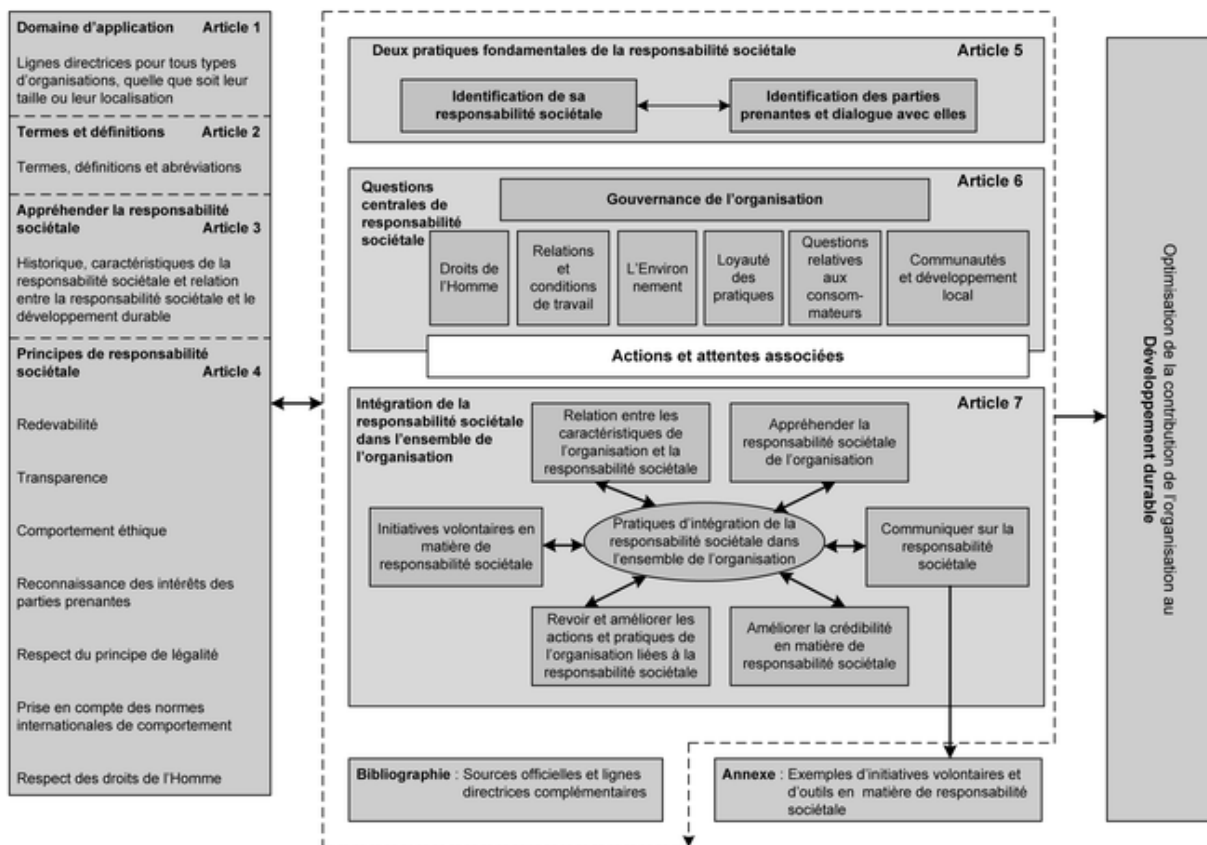 Domaine d'application Article 1
Lignes directrices pour tous types
d'organisations, quelle que soit leur
taille ou leur localisation
Termes et définitions Article 2
Termes, définitions et abréviations
Appréhender la responsabilité
sociétale Article 3
Historique, caractéristiques de la
responsabilité sociétale et relation
entre la responsabilité sociétale et le
développement durable
Principes de responsabilité
sociétale Article 4
Redevabilité
Transparence
Comportement éthique
Reconnaissance des intérêts des
parties prenantes
Respect du principe de légalité
Prise en compte des normes
internationales de comportement
Respect des droits de l'Homme
Deux pratiques fondamentales de la responsabilité sociétale Article 5
Identification de sa
responsabilité sociétale
Identification des parties
prenantes et dialogue avec elles
Article 6
Questions
centrales de
responsabilité
sociétale
Gouvernance de l'organisation
Droits de
l'Homme
Relations
et
conditions
de travail
L'Environ
nement
Loyauté
des
pratiques
Questions
relatives
aux
consom-
mateurs
Communautés
et développement
local
Actions et attentes associées
Intégration de la
responsabilité sociétale
dans l'ensemble de
l'organisation
Article 7
Relation entre les
caractéristiques de
l'organisation et la
responsabilité sociétale
Appréhender la
responsabilité sociétale
de l'organisation
Initiatives volontaires en
matière de
responsabilité sociétale
Pratiques d'intégration de la
responsabilité sociétale dans
l'ensemble de l'organisation
Communiquer sur la
responsabilité
sociétale
Revoir et améliorer les
actions et pratiques de
l'organisation liées à la
responsabilité sociétale
Améliorer la crédibilité
en matière de
responsabilité sociétale
Bibliographie : Sources officielles et lignes
directrices complémentaires
Annexe : Exemples d'initiatives volontaires et
d'outils en matière de responsabilité
sociétale
Optimisation de la contribution de l'organisation au
Développement durable